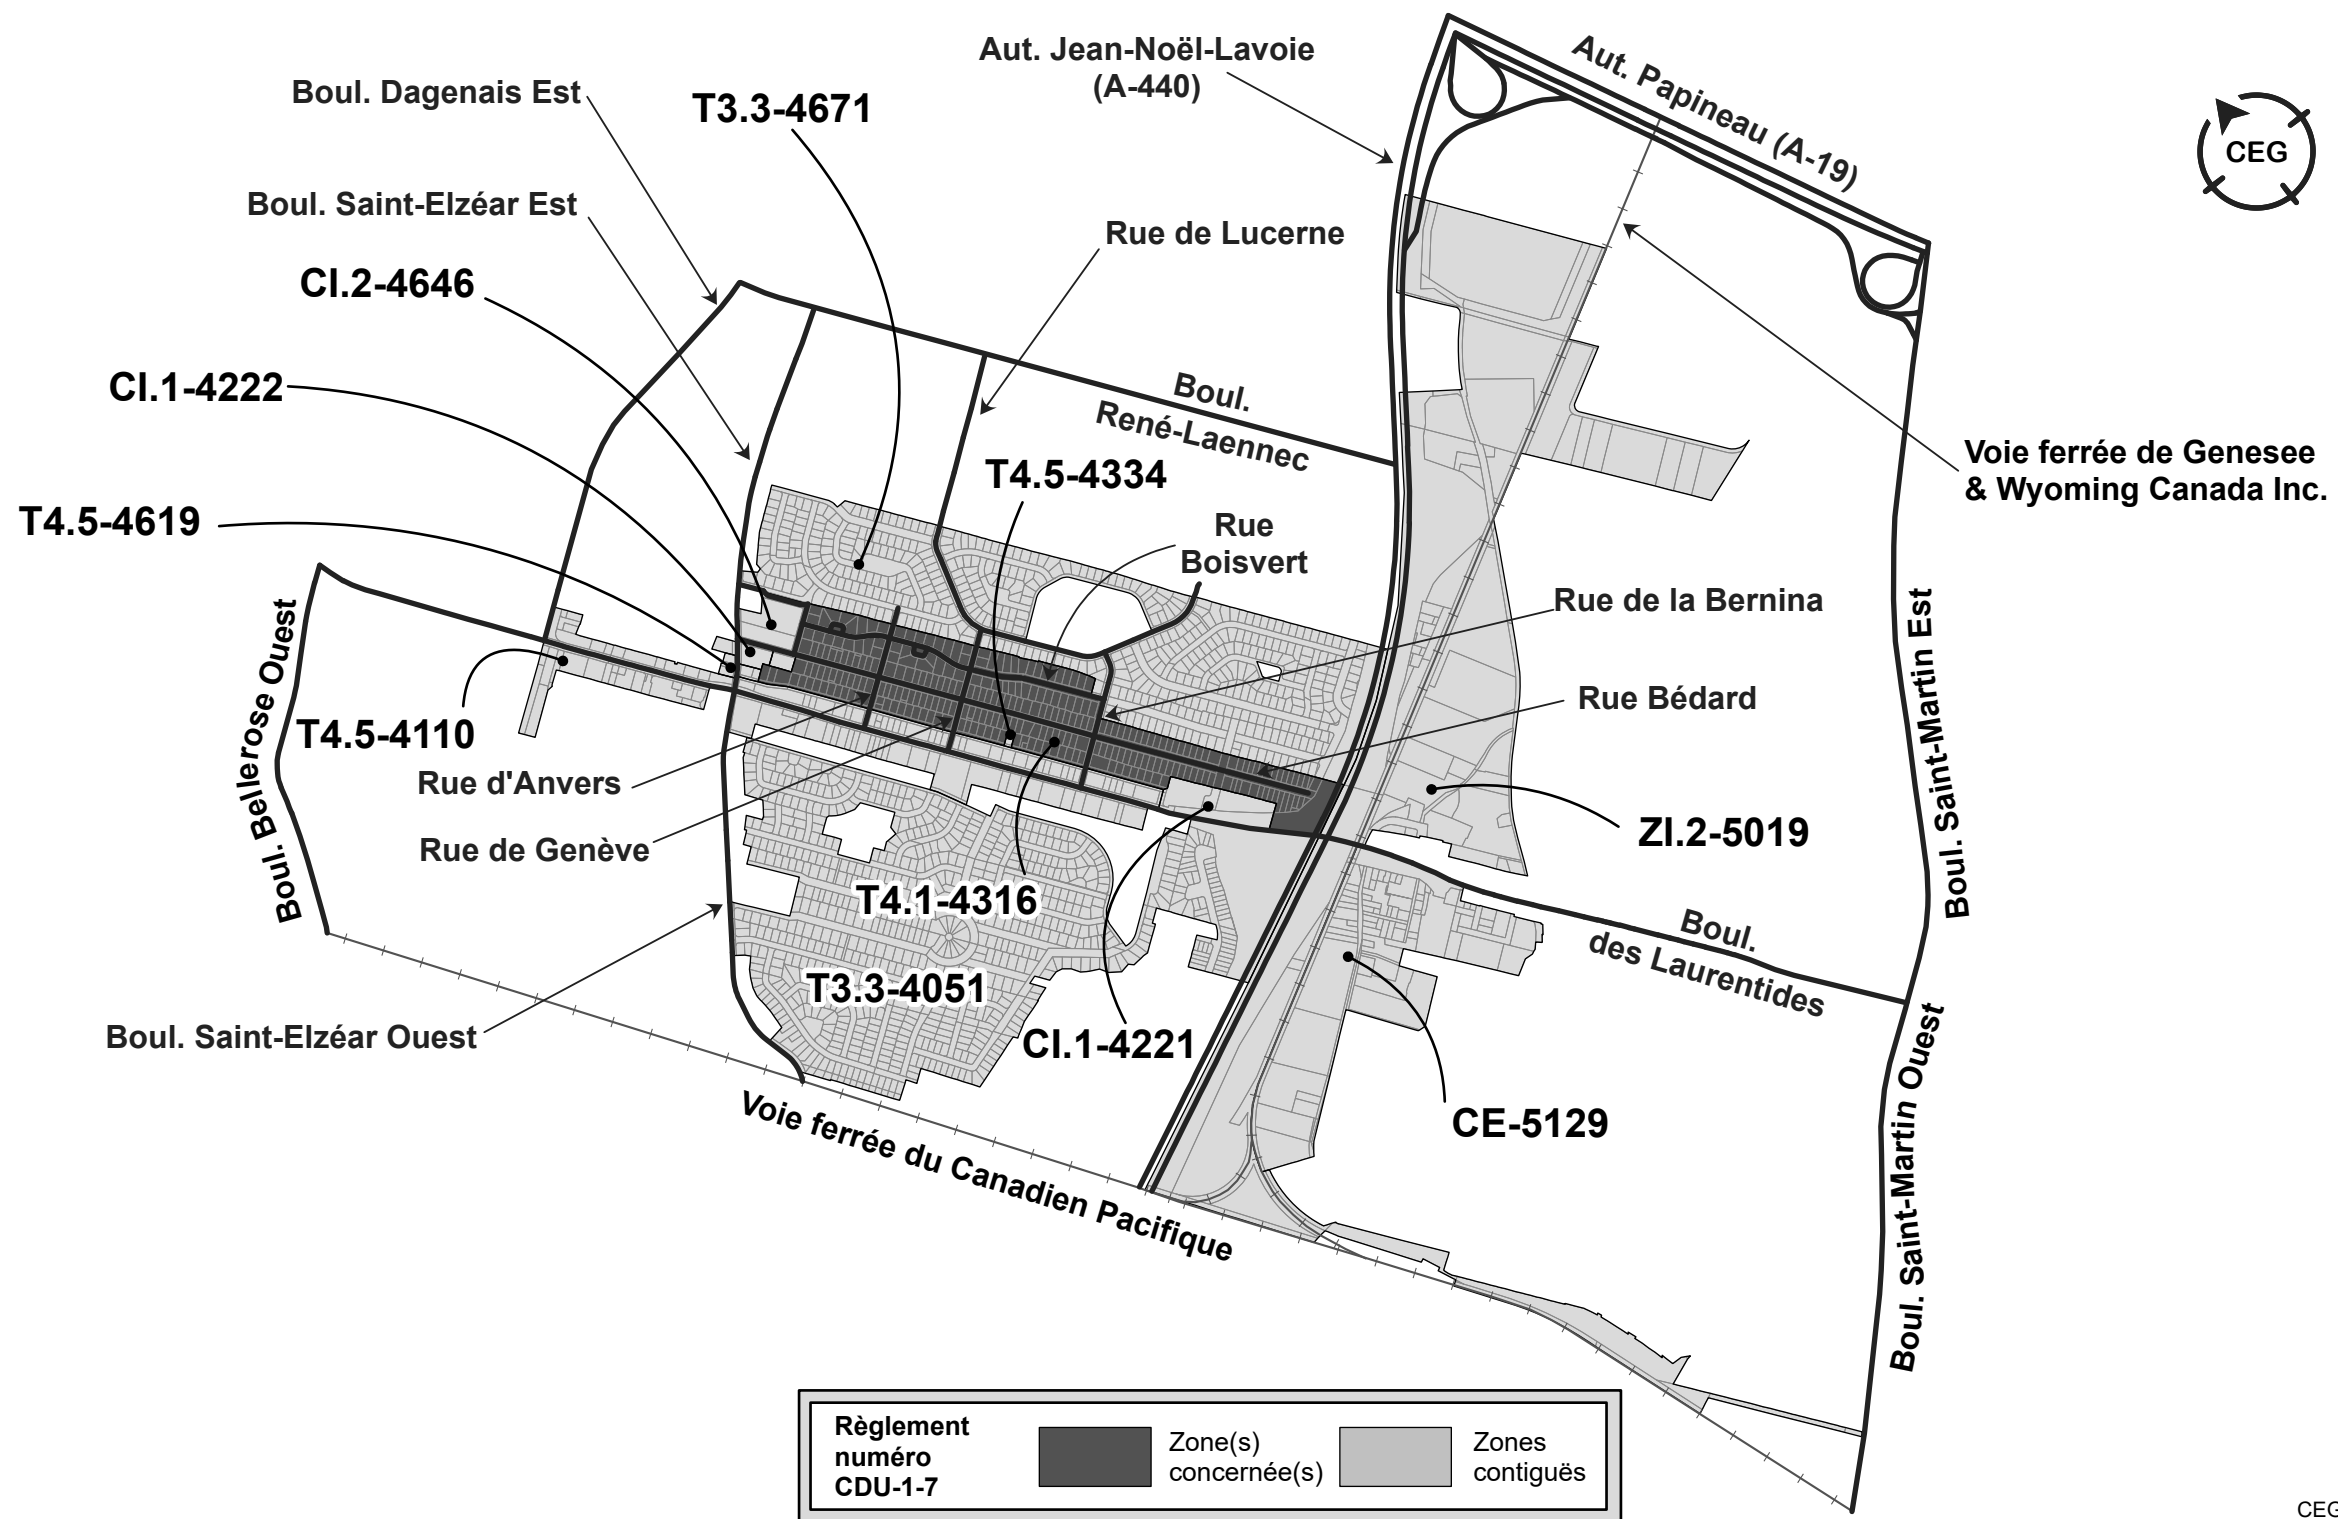 Aut. Jean-Noël-Lavoie
(A-440)
Aut. Papineau (A-19)
Boul. Dagenais Est
T3.3-4671
CEG
Boul. Saint-Elzéar Est
Rue de Lucerne
CI.2-4646
CI.1-4222
Boul.
René-Laennec
T4.5-4334
Voie ferrée de Genesee
& Wyoming Canada Inc.
T4.5-4619
Rue
Boisvert
Rue de la Bernina
Boul. Bellerose Ouest
Boul. Saint-Martin Est
Rue Bédard
T4.5-4110
Rue d'Anvers
Rue de Genève
ZI.2-5019
T4.1-4316
Boul.
des Laurentides
T3.3-4051
Boul. Saint-Elzéar Ouest
CI.1-4221
CE-5129
Boul. Saint-Martin Ouest
Voie ferrée du Canadien Pacifique
Règlement
numéro
CDU-1-7
Zone(s)
concernée(s)
Zones
contiguës
CEG